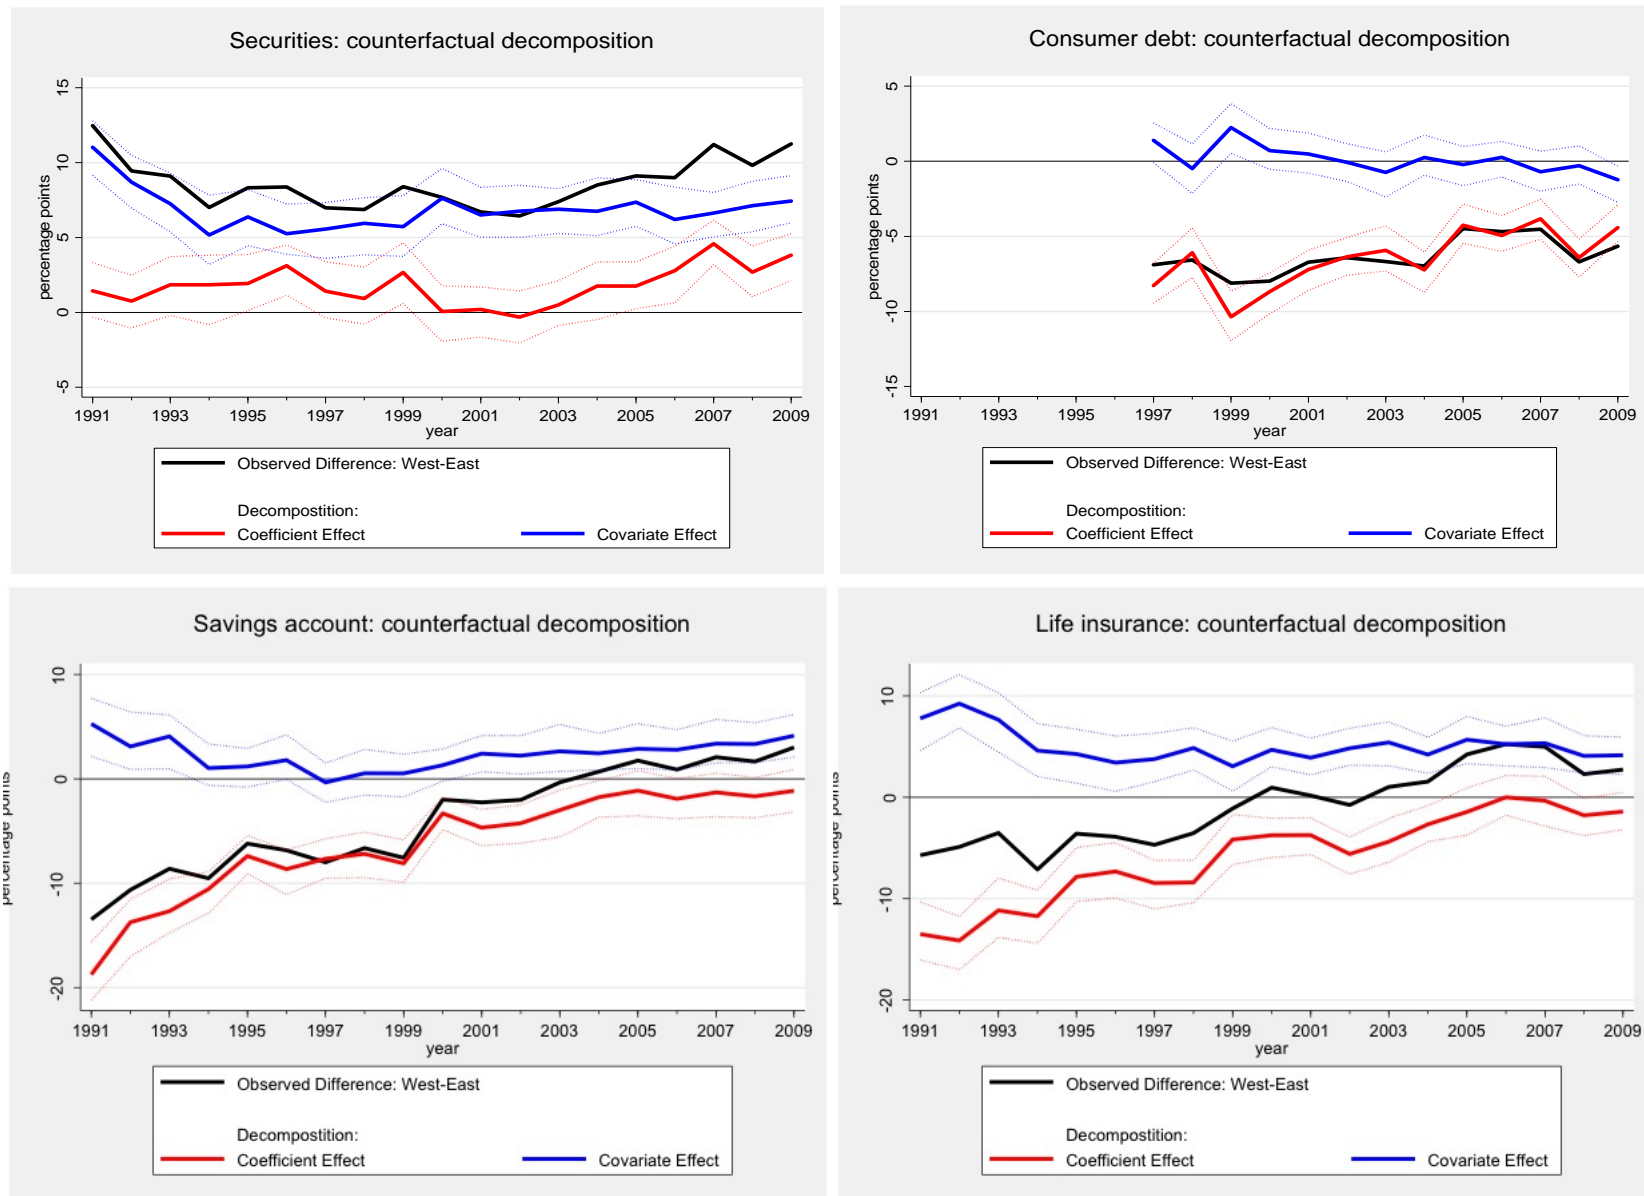 Securities: counterfactual decomposition
percentage points
15
10
5
0
-5
1991 1993 1995 1997 1999 2001 2003 2005 2007 2009
year
Observed Difference: West-East
Decompostition:
Coefficient Effect Covariate Effect
Consumer debt: counterfactual decomposition
percentage points
5
0
-5
-10
-15
1991 1993 1995 1997 1999 2001 2003 2005 2007 2009
year
Observed Difference: West-East
Decompostition:
Coefficient Effect Covariate Effect
Savings account: counterfactual decomposition
percentage points
10
0
-10
-20
1991 1993 1995 1997 1999 2001 2003 2005 2007 2009
year
Observed Difference: West-East
Decompostition:
Coefficient Effect Covariate Effect
Life insurance: counterfactual decomposition
percentage points
10
0
-10
-20
1991 1993 1995 1997 1999 2001 2003 2005 2007 2009
year
Observed Difference: West-East
Decompostition:
Coefficient Effect Covariate Effect